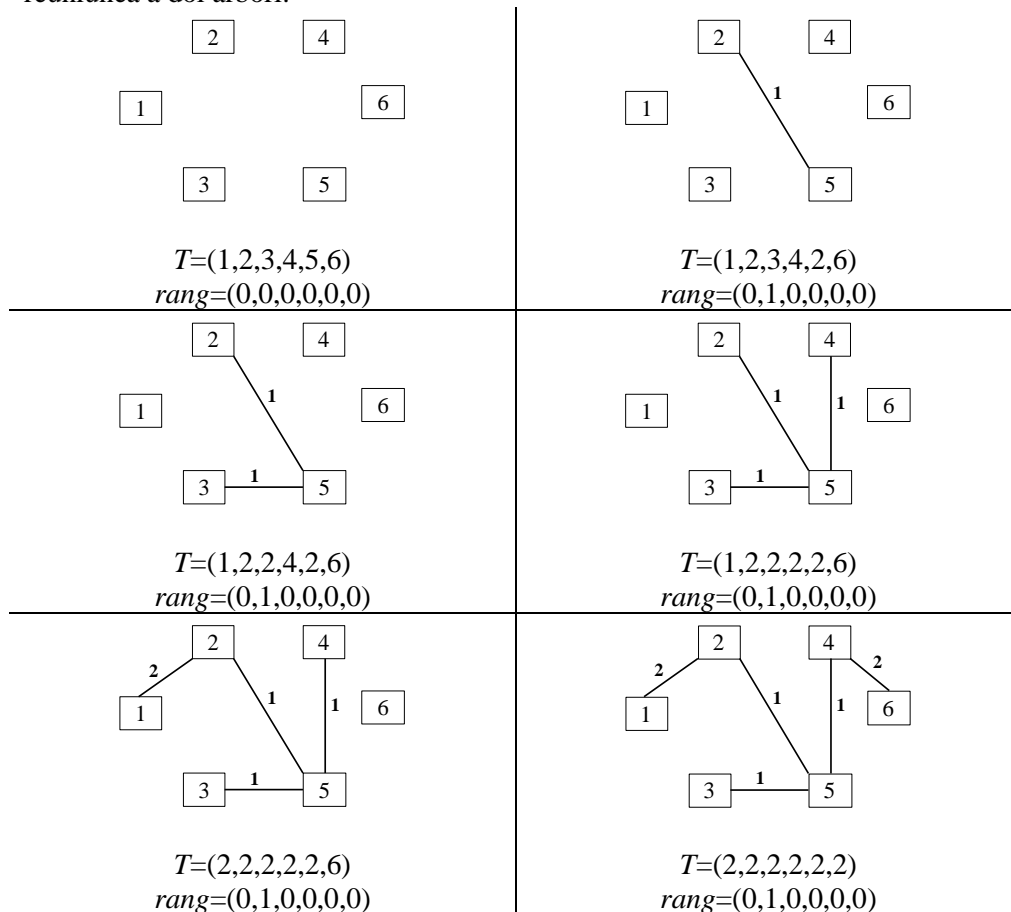 reuniunea a doi arbori.
2 4
1 6
3 5
T=(1,2,3,4,5,6)
rang=(0,0,0,0,0,0)
2 4
1
1 6
3 5
T=(1,2,3,4,2,6)
rang=(0,1,0,0,0,0)
2 4
1
1 6
1
3 5
T=(1,2,2,4,2,6)
rang=(0,1,0,0,0,0)
2 4
1 1
1 6
1
3 5
T=(1,2,2,2,2,6)
rang=(0,1,0,0,0,0)
2 4
2
1 1
1 6
1
3 5
T=(2,2,2,2,2,6)
rang=(0,1,0,0,0,0)
2 4
2 2
1 1
1 6
1
3 5
T=(2,2,2,2,2,2)
rang=(0,1,0,0,0,0)